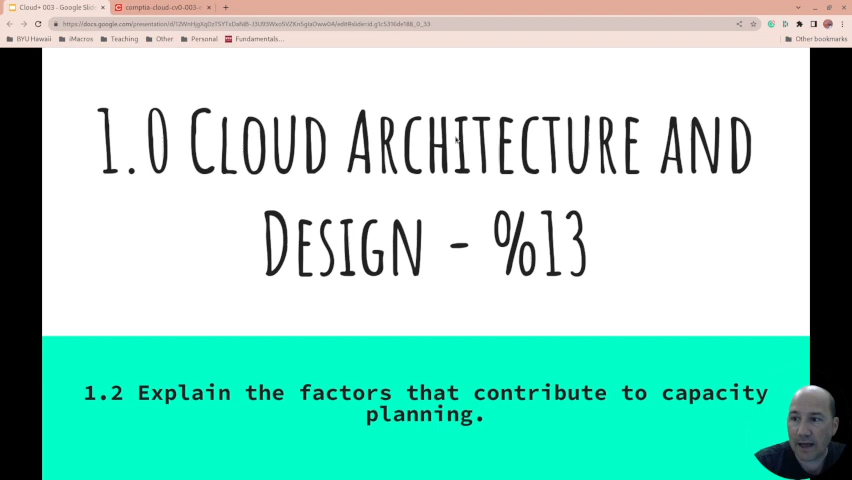 Cloud+ 003 - Google Slid
comptia-cloud-cv0-003-
BYU Hawaii
iMacros
Teaching
Other
Personal
Fundamentals...
Other bookmarks
1.0 CLOUD ARCHITECTURE AND
DESIGN - %13
1.2 Explain the factors that contribute to capacity
planning.